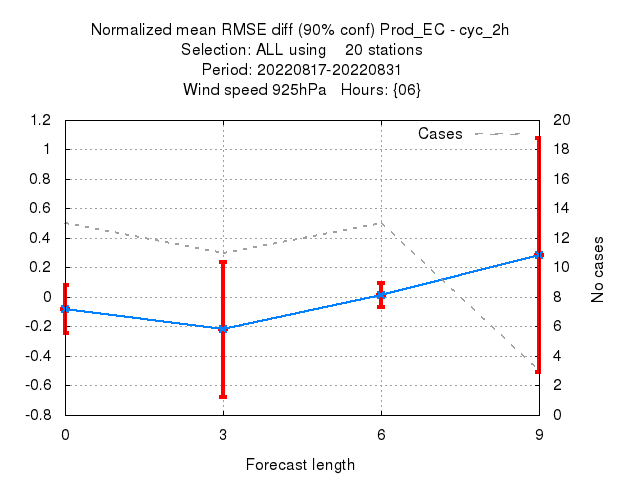 Normalized mean RMSE diff (90% conf) Prod_EC - cyc_2h
Selection: ALL using    20 stations
Period: 20220817-20220831
Wind speed 925hPa   Hours: {06}
Cases
1.2
1
0.8
0.6
0.4
0.2
0
-0.2
-0.4
-0.6
-0.8
20
18
16
14
12
10
8
6
4
2
0
No cases
0 3 6 9
Forecast length